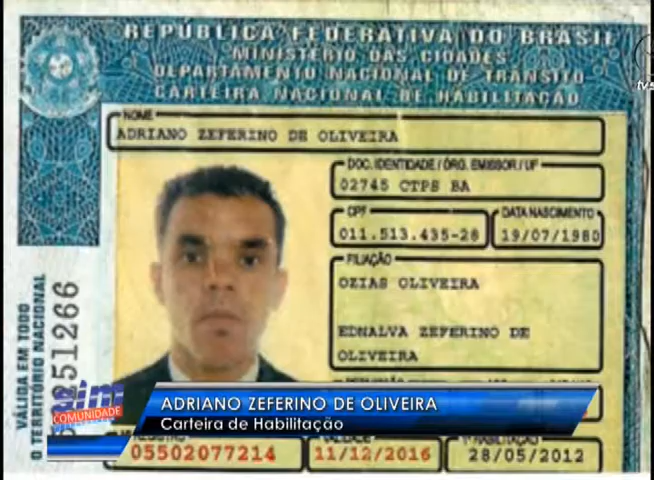 REPÚBLICA FEDERATIVA DO BRASIL
MINISTÉRIO DAS CIDADES
DEPARTAMENTO NACIONAL DE TRÂNSITO
CARTEIRA NACIONAL DE HABILITAÇÃO
NOME
ADRIANO ZEFERINO DE OLIVEIRA
DOC. IDENTIDADE / ÓRG. EMISSOR / UF
02745 CTPS BA
CPF
DATA NASCIMENTO
011.513.435-28
19/07/1980
FILIAÇÃO
OZIAS OLIVEIRA
EDNALVA ZEFERINO DE
OLIVEIRA
VÁLIDA EM TODO
O TERRITÓRIO NACIONAL
51266
sim
COMUNIDADE
ADRIANO ZEFERINO DE OLIVEIRA
Carteira de Habilitação
REGISTRO
VALIDADE
1ª HABILITAÇÃO
05502077214
11/12/2016
28/05/2012